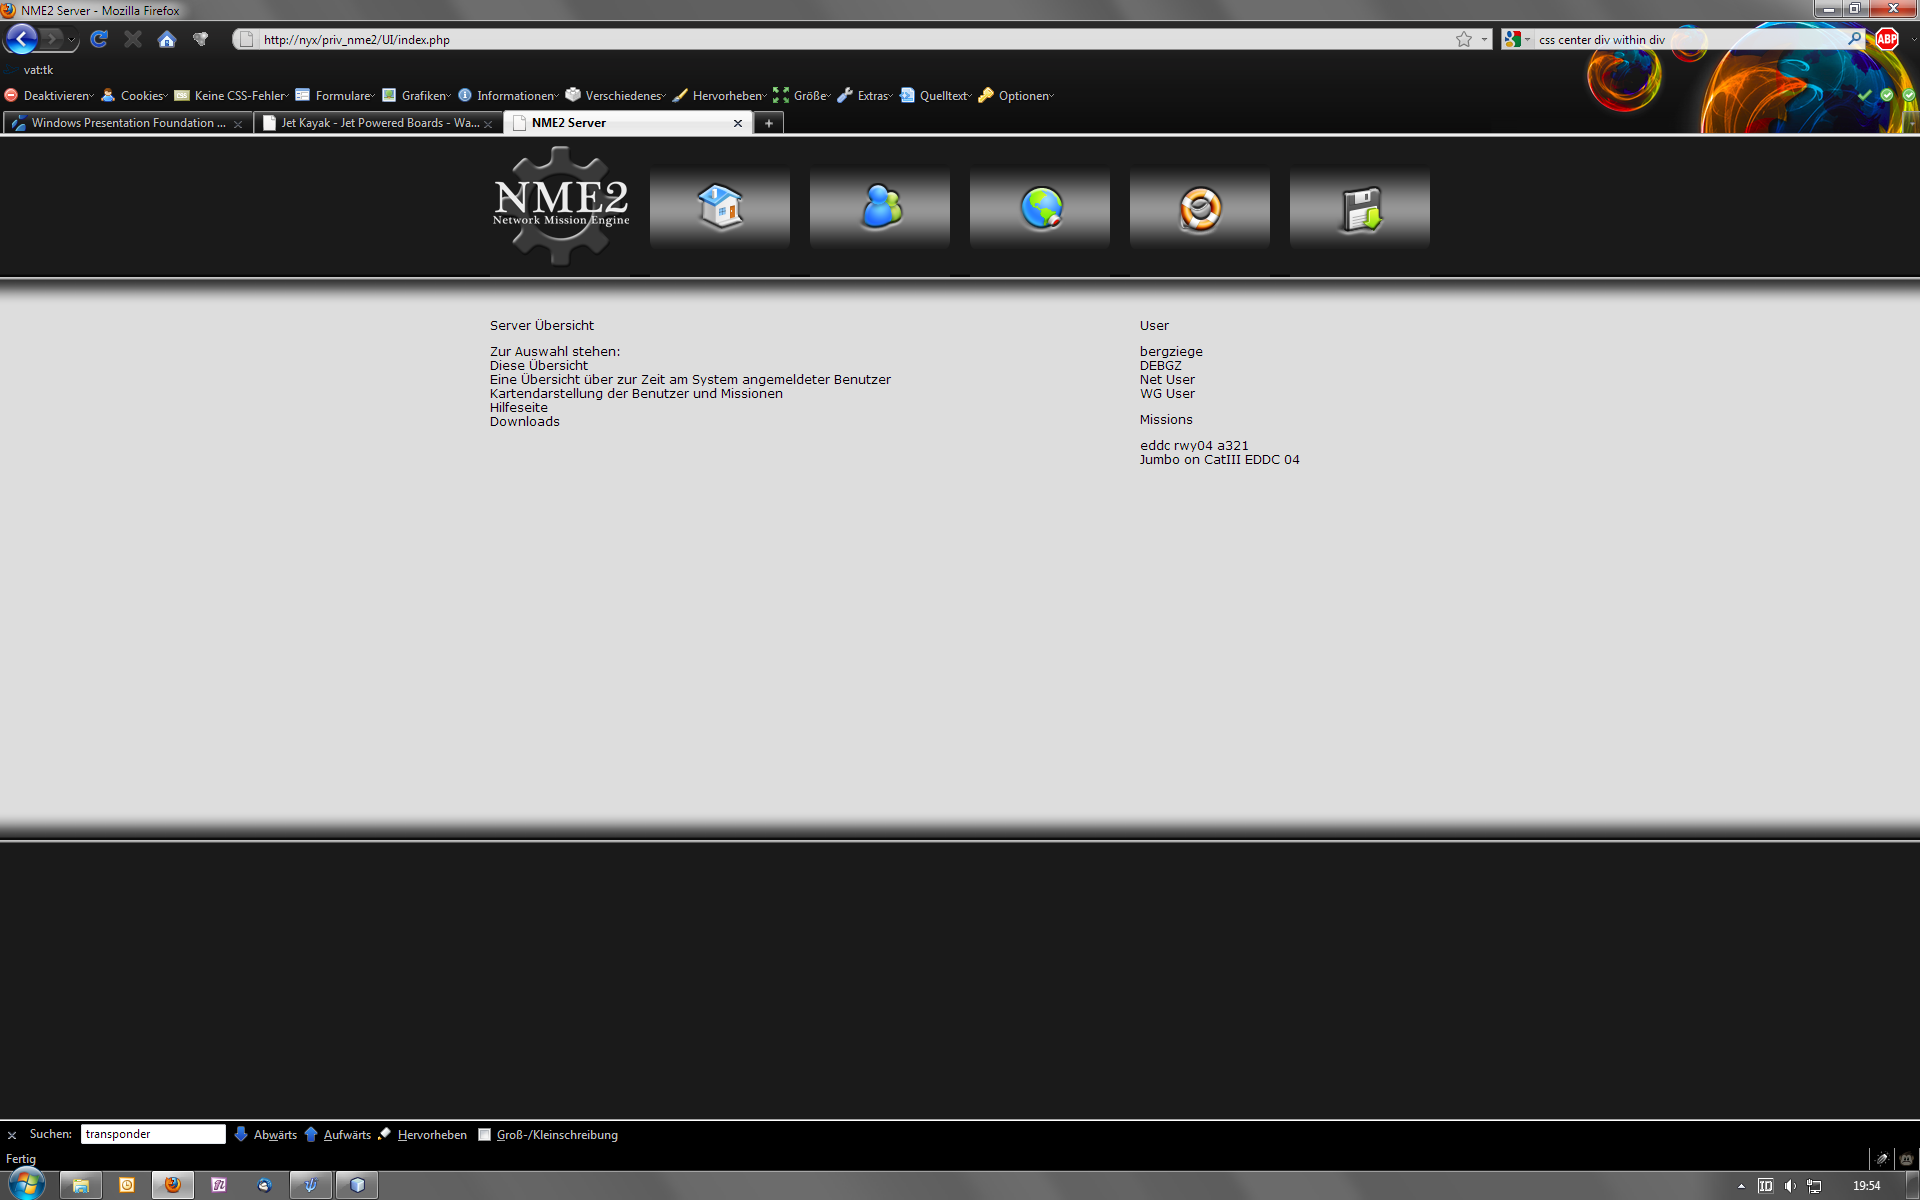 NME2 Server - Mozilla Firefox
http://nyx/priv_nme2/UI/index.php
css center div within div
ABP
vat:tk
Deaktivieren Cookies Keine CSS-Fehler Formulare Grafiken Informationen Verschiedenes Hervorheben Größe Extras Quelltext Optionen
Windows Presentation Foundation ... Jet Kayak - Jet Powered Boards - Wa... NME2 Server
NME2
Network Mission Engine
Server Übersicht
Zur Auswahl stehen:
Diese Übersicht
Eine Übersicht über zur Zeit am System angemeldeter Benutzer
Kartendarstellung der Benutzer und Missionen
Hilfeseite
Downloads
User
bergziege
DEBGZ
Net User
WG User
Missions
eddc rwy04 a321
Jumbo on CatIII EDDC 04
Suchen: transponder Abwärts Aufwärts Hervorheben Groß-/Kleinschreibung
Fertig
ID 19:54